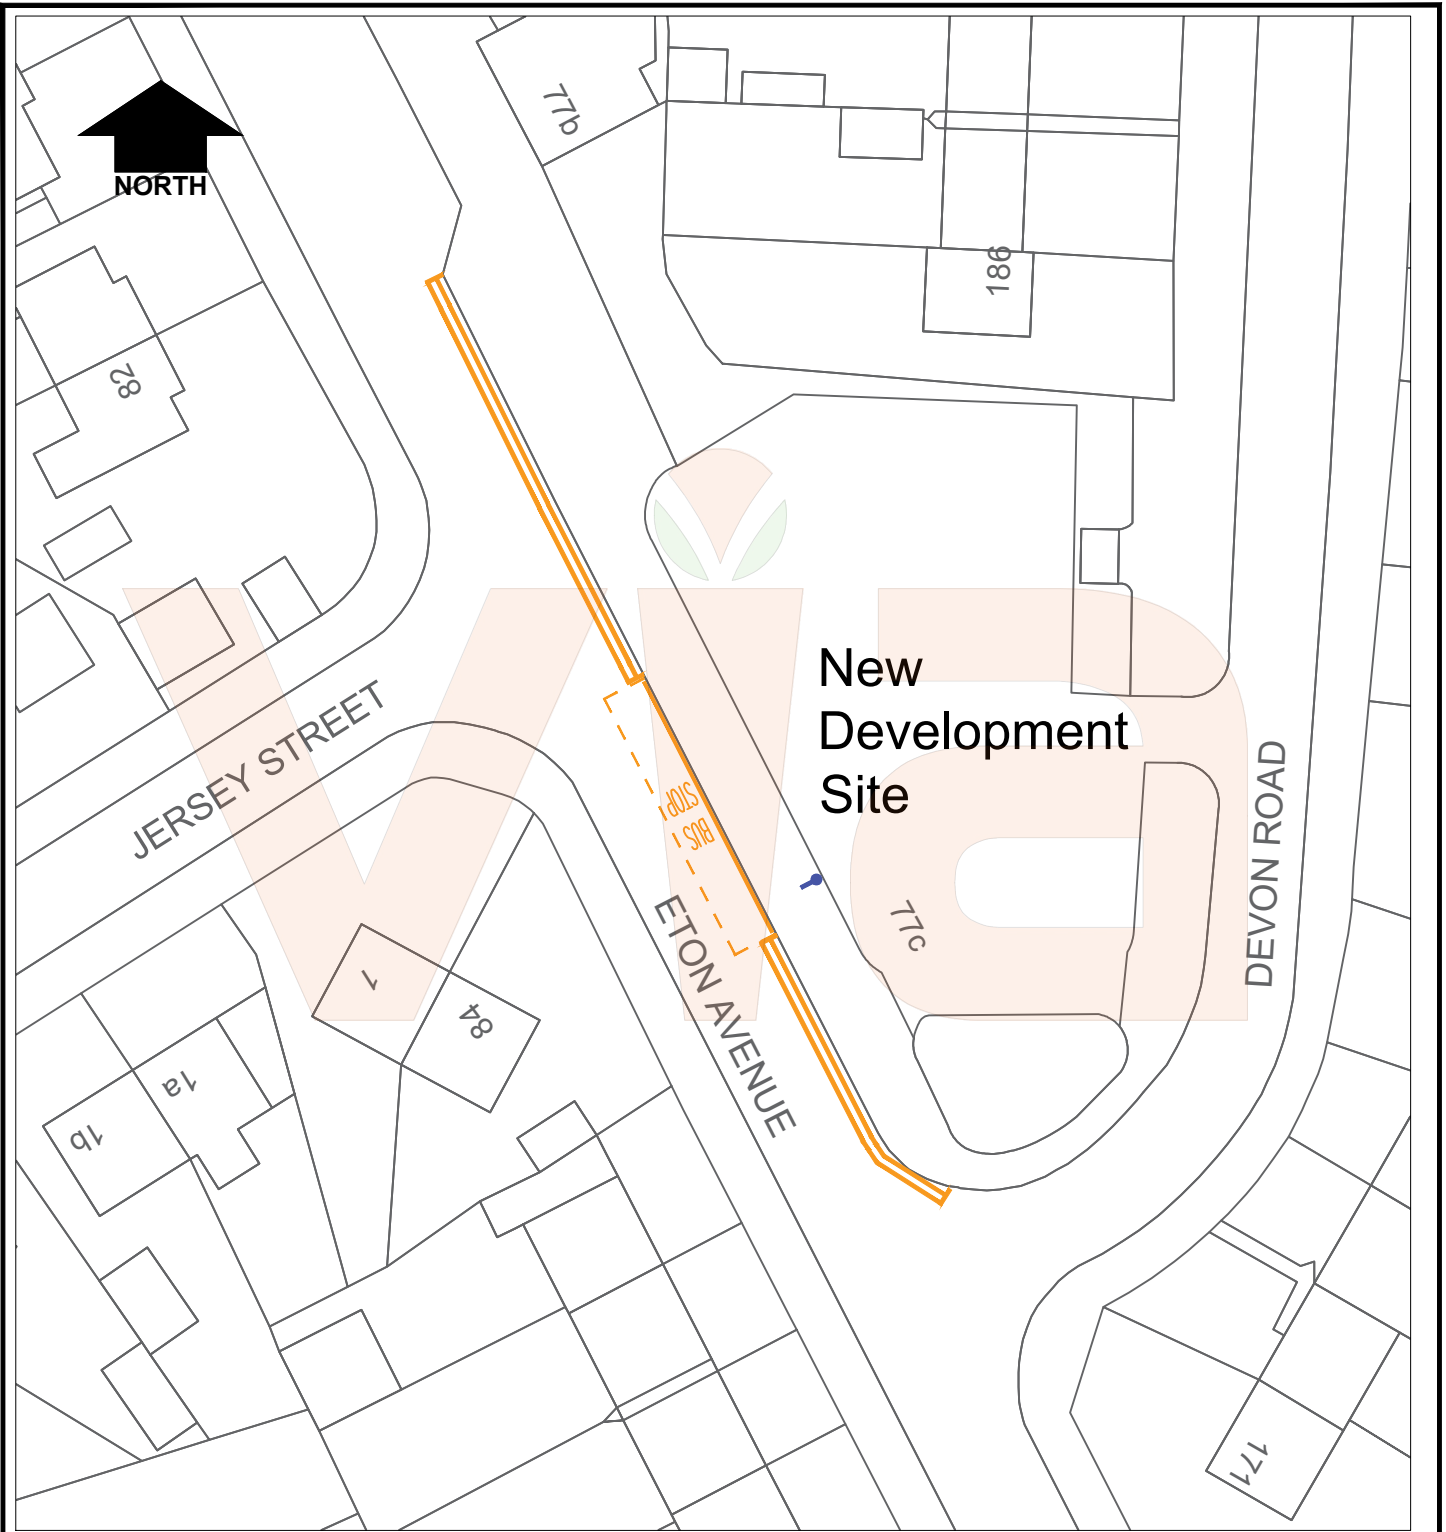 77b
NORTH
186
82
New
Development
Site
JERSEY STREET
BUS
STOP
DEVON ROAD
77c
ETON AVENUE
1
84
1a
1b
171
via